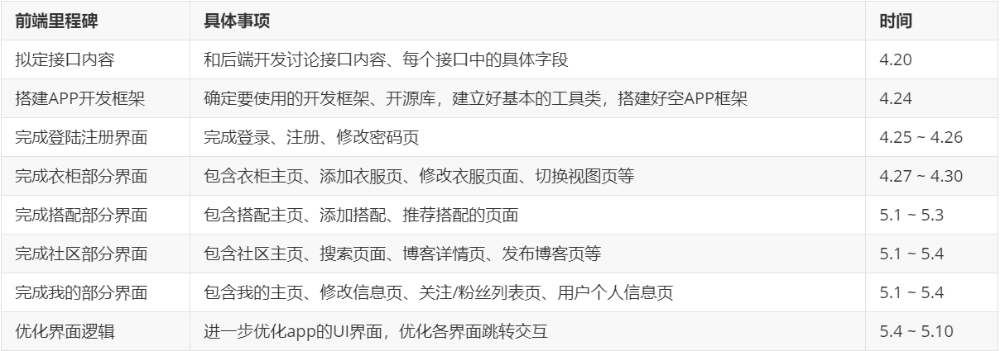 前端里程碑 具体事项 时间
拟定接口内容 和后端开发讨论接口内容、每个接口中的具体字段 4.20
搭建APP开发框架 确定要使用的开发框架、开源库，建立好基本的工具类，搭建好空APP框架 4.24
完成登陆注册界面 完成登录、注册、修改密码页 4.25 ~ 4.26
完成衣柜部分界面 包含衣柜主页、添加衣服页、修改衣服页面、切换视图页等 4.27 ~ 4.30
完成搭配部分界面 包含搭配主页、添加搭配、推荐搭配的页面 5.1 ~ 5.3
完成社区部分界面 包含社区主页、搜索页面、博客详情页、发布博客页等 5.1 ~ 5.4
完成我的部分界面 包含我的主页、修改信息页、关注/粉丝列表页、用户个人信息页 5.1 ~ 5.4
优化界面逻辑 进一步优化app的UI界面，优化各界面跳转交互 5.4 ~ 5.10